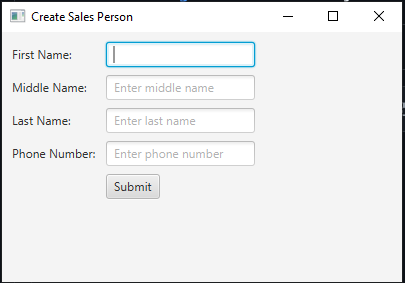 Create Sales Person
First Name:
Middle Name: Enter middle name
Last Name: Enter last name
Phone Number: Enter phone number
Submit